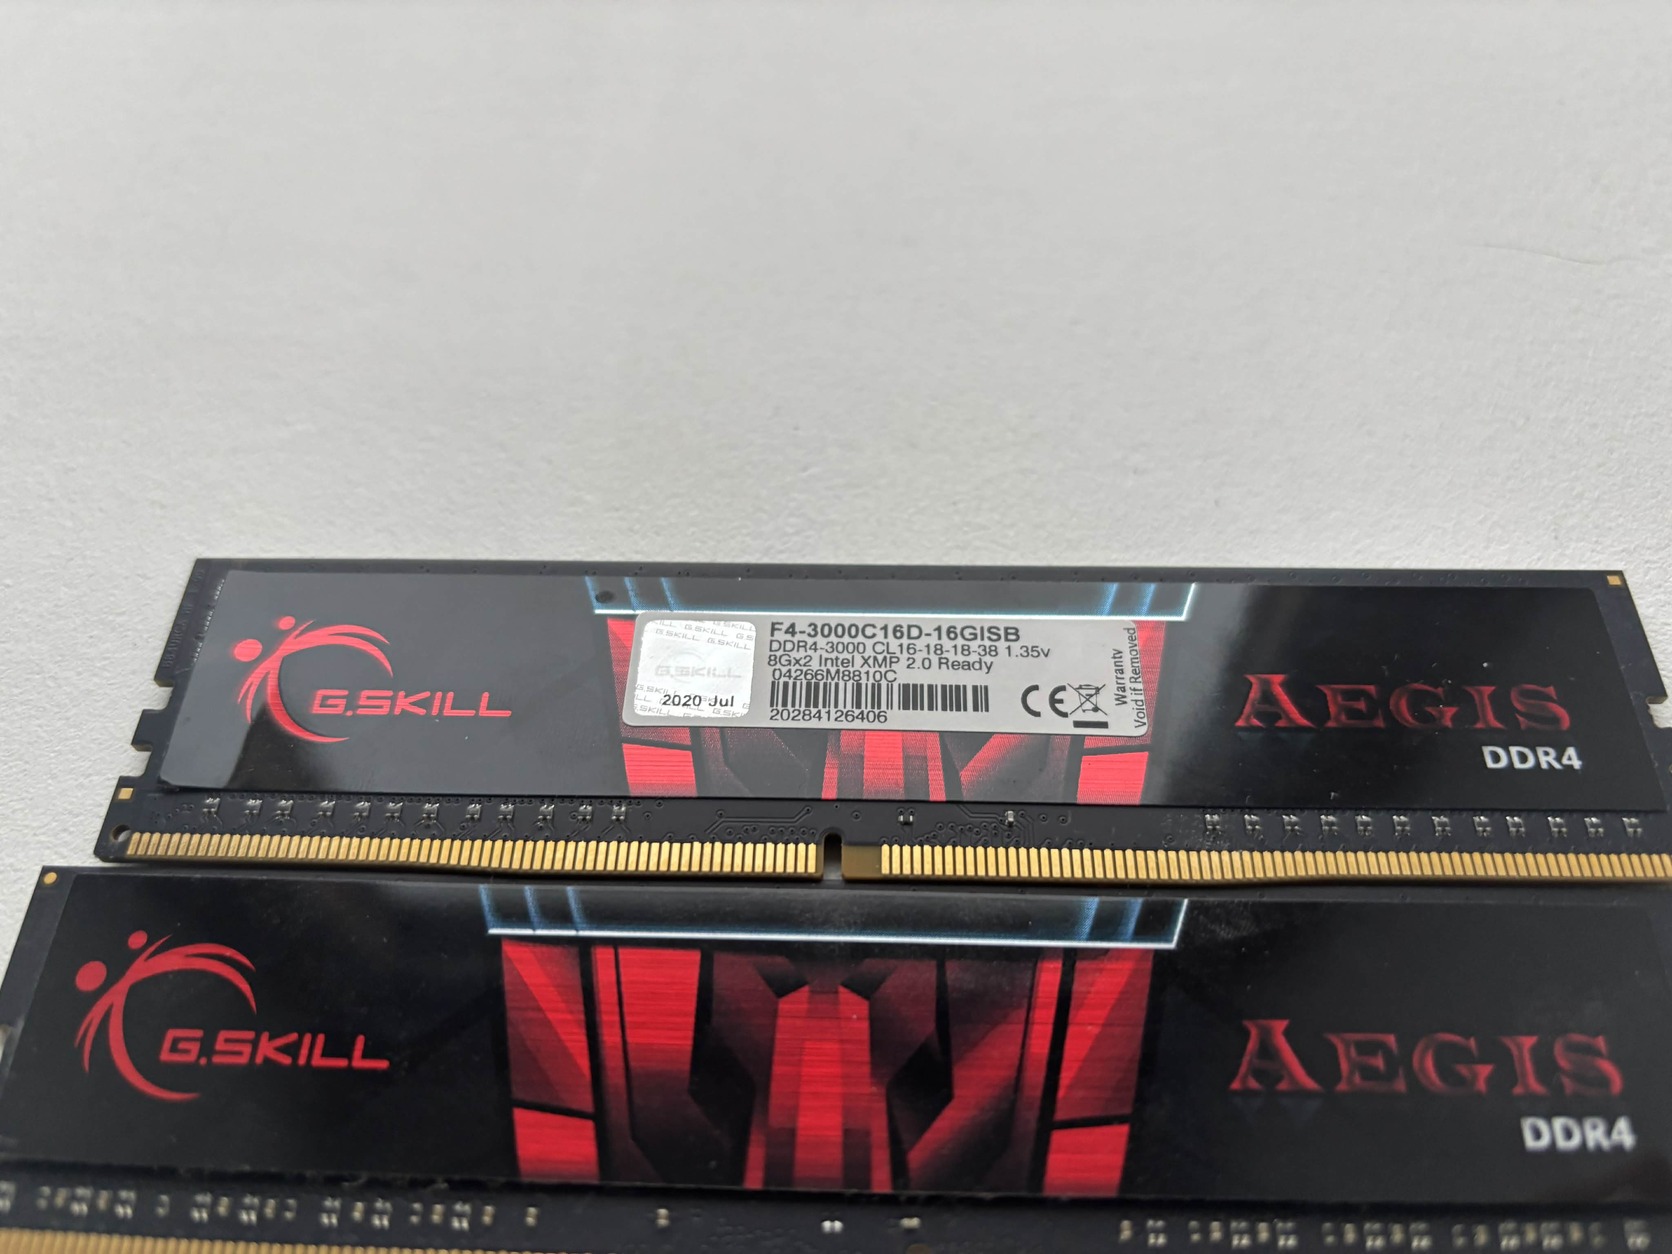 G.SKILL
G.SKILL
2020 Jul
F4-3000C16D-16GISB
DDR4-3000 CL16-18-18-38 1.35v
8Gx2 Intel XMP 2.0 Ready
04266M8810C
20284126406
CE
Warranty
Void if Removed
AEGIS
DDR4
G.SKILL
AEGIS
DDR4